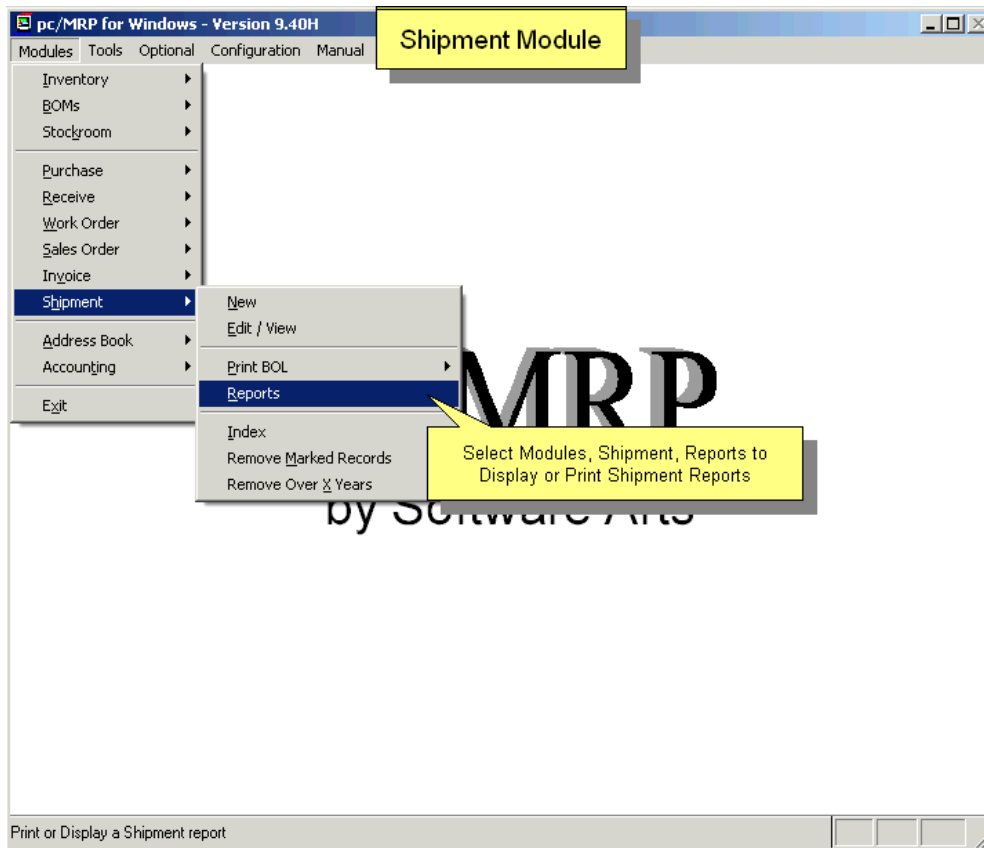 pc/MRP for Windows - Version 9.40H
Shipment Module
Modules Tools Optional Configuration Manual
Inventory
BOMs
Stockroom
Purchase
Receive
Work Order
Sales Order
Invoice
Shipment
Address Book
Accounting
Exit
New
Edit / View
Print BOL
Reports
Index
Remove Marked Records
Remove Over X Years
MRP
Select Modules, Shipment, Reports to
Display or Print Shipment Reports
by Software Arts
Print or Display a Shipment report